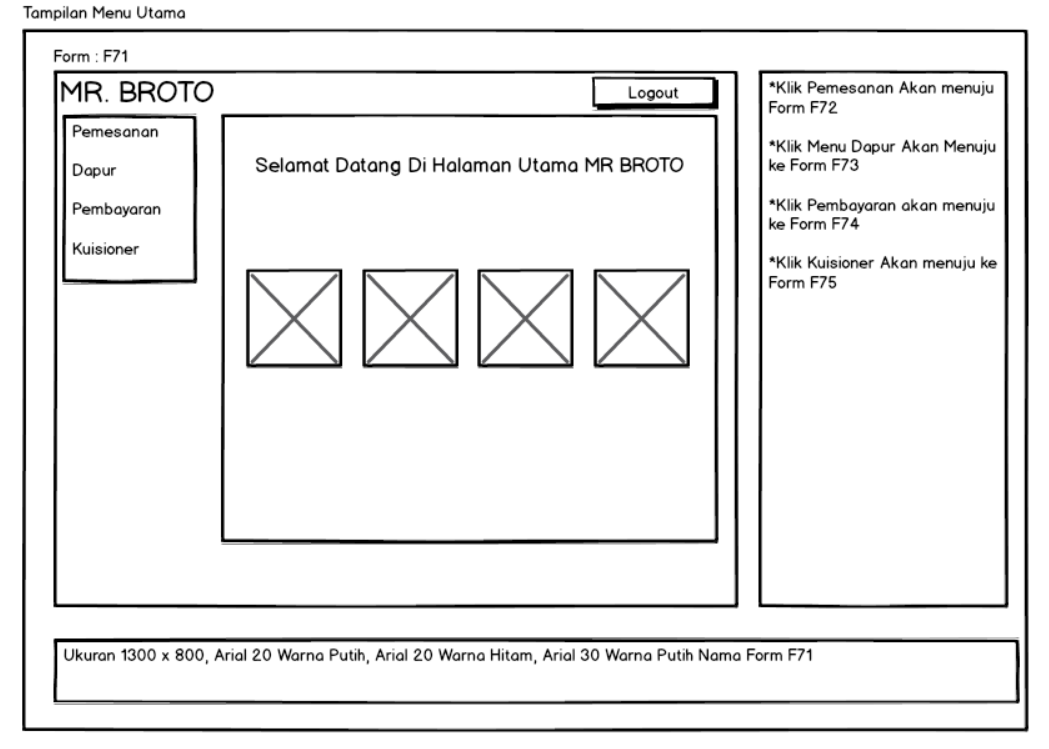 Tampilan Menu Utama
Form : F71
MR. BROTO
Logout
Pemesanan
Dapur
Pembayaran
Kuisioner
Selamat Datang Di Halaman Utama MR BROTO
*Klik Pemesanan Akan menuju
Form F72
*Klik Menu Dapur Akan Menuju
ke Form F73
*Klik Pembayaran akan menuju
ke Form F74
*Klik Kuisioner Akan menuju ke
Form F75
Ukuran 1300 x 800, Arial 20 Warna Putih, Arial 20 Warna Hitam, Arial 30 Warna Putih Nama Form F71